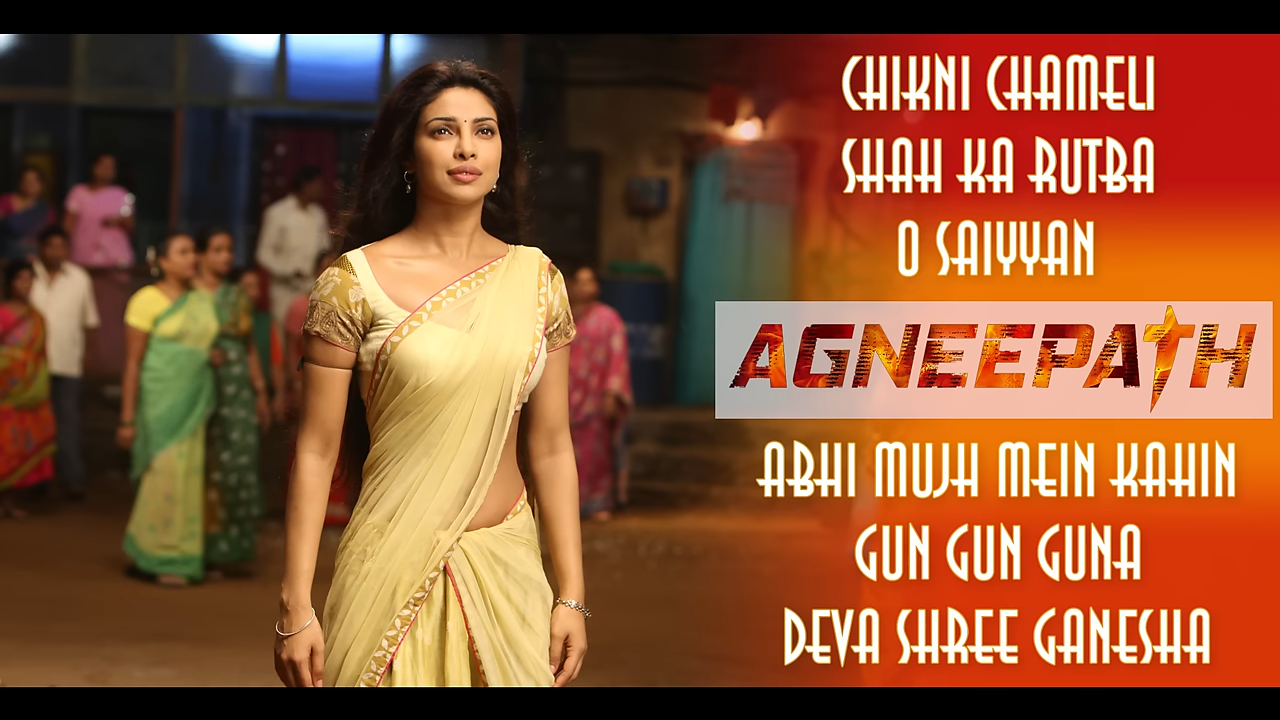 CHIKNI CHAMELI
SHAH KA RUTBA
O SAIYYAN
AGNEEPATH
ABHI MUJH MEIN KAHIN
GUN GUN GUNA
DEVA SHREE GANESHA